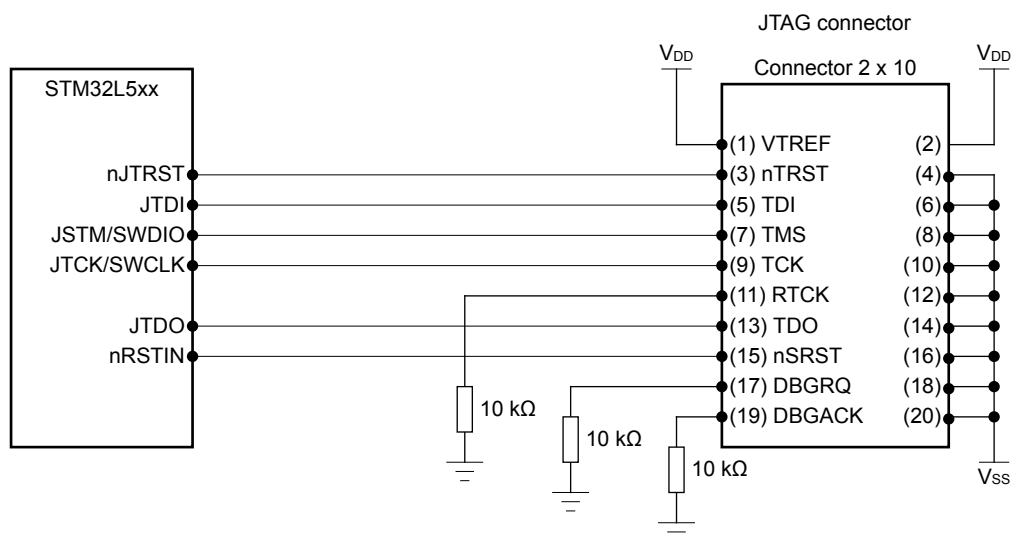 JTAG connector
VDD
VDD
Connector 2 x 10
STM32L5xx
(1) VTREF
(2)
nJTRST
(3) nTRST
(4)
JTDI
(5) TDI
(6)
JSTM/SWDIO
(7) TMS
(8)
JTCK/SWCLK
(9) TCK
(10)
(11) RTCK
(12)
JTDO
(13) TDO
(14)
nRSTIN
(15) nSRST
(16)
(17) DBGRQ
(18)
10 kΩ
(19) DBGACK
(20)
10 kΩ
10 kΩ
VSS